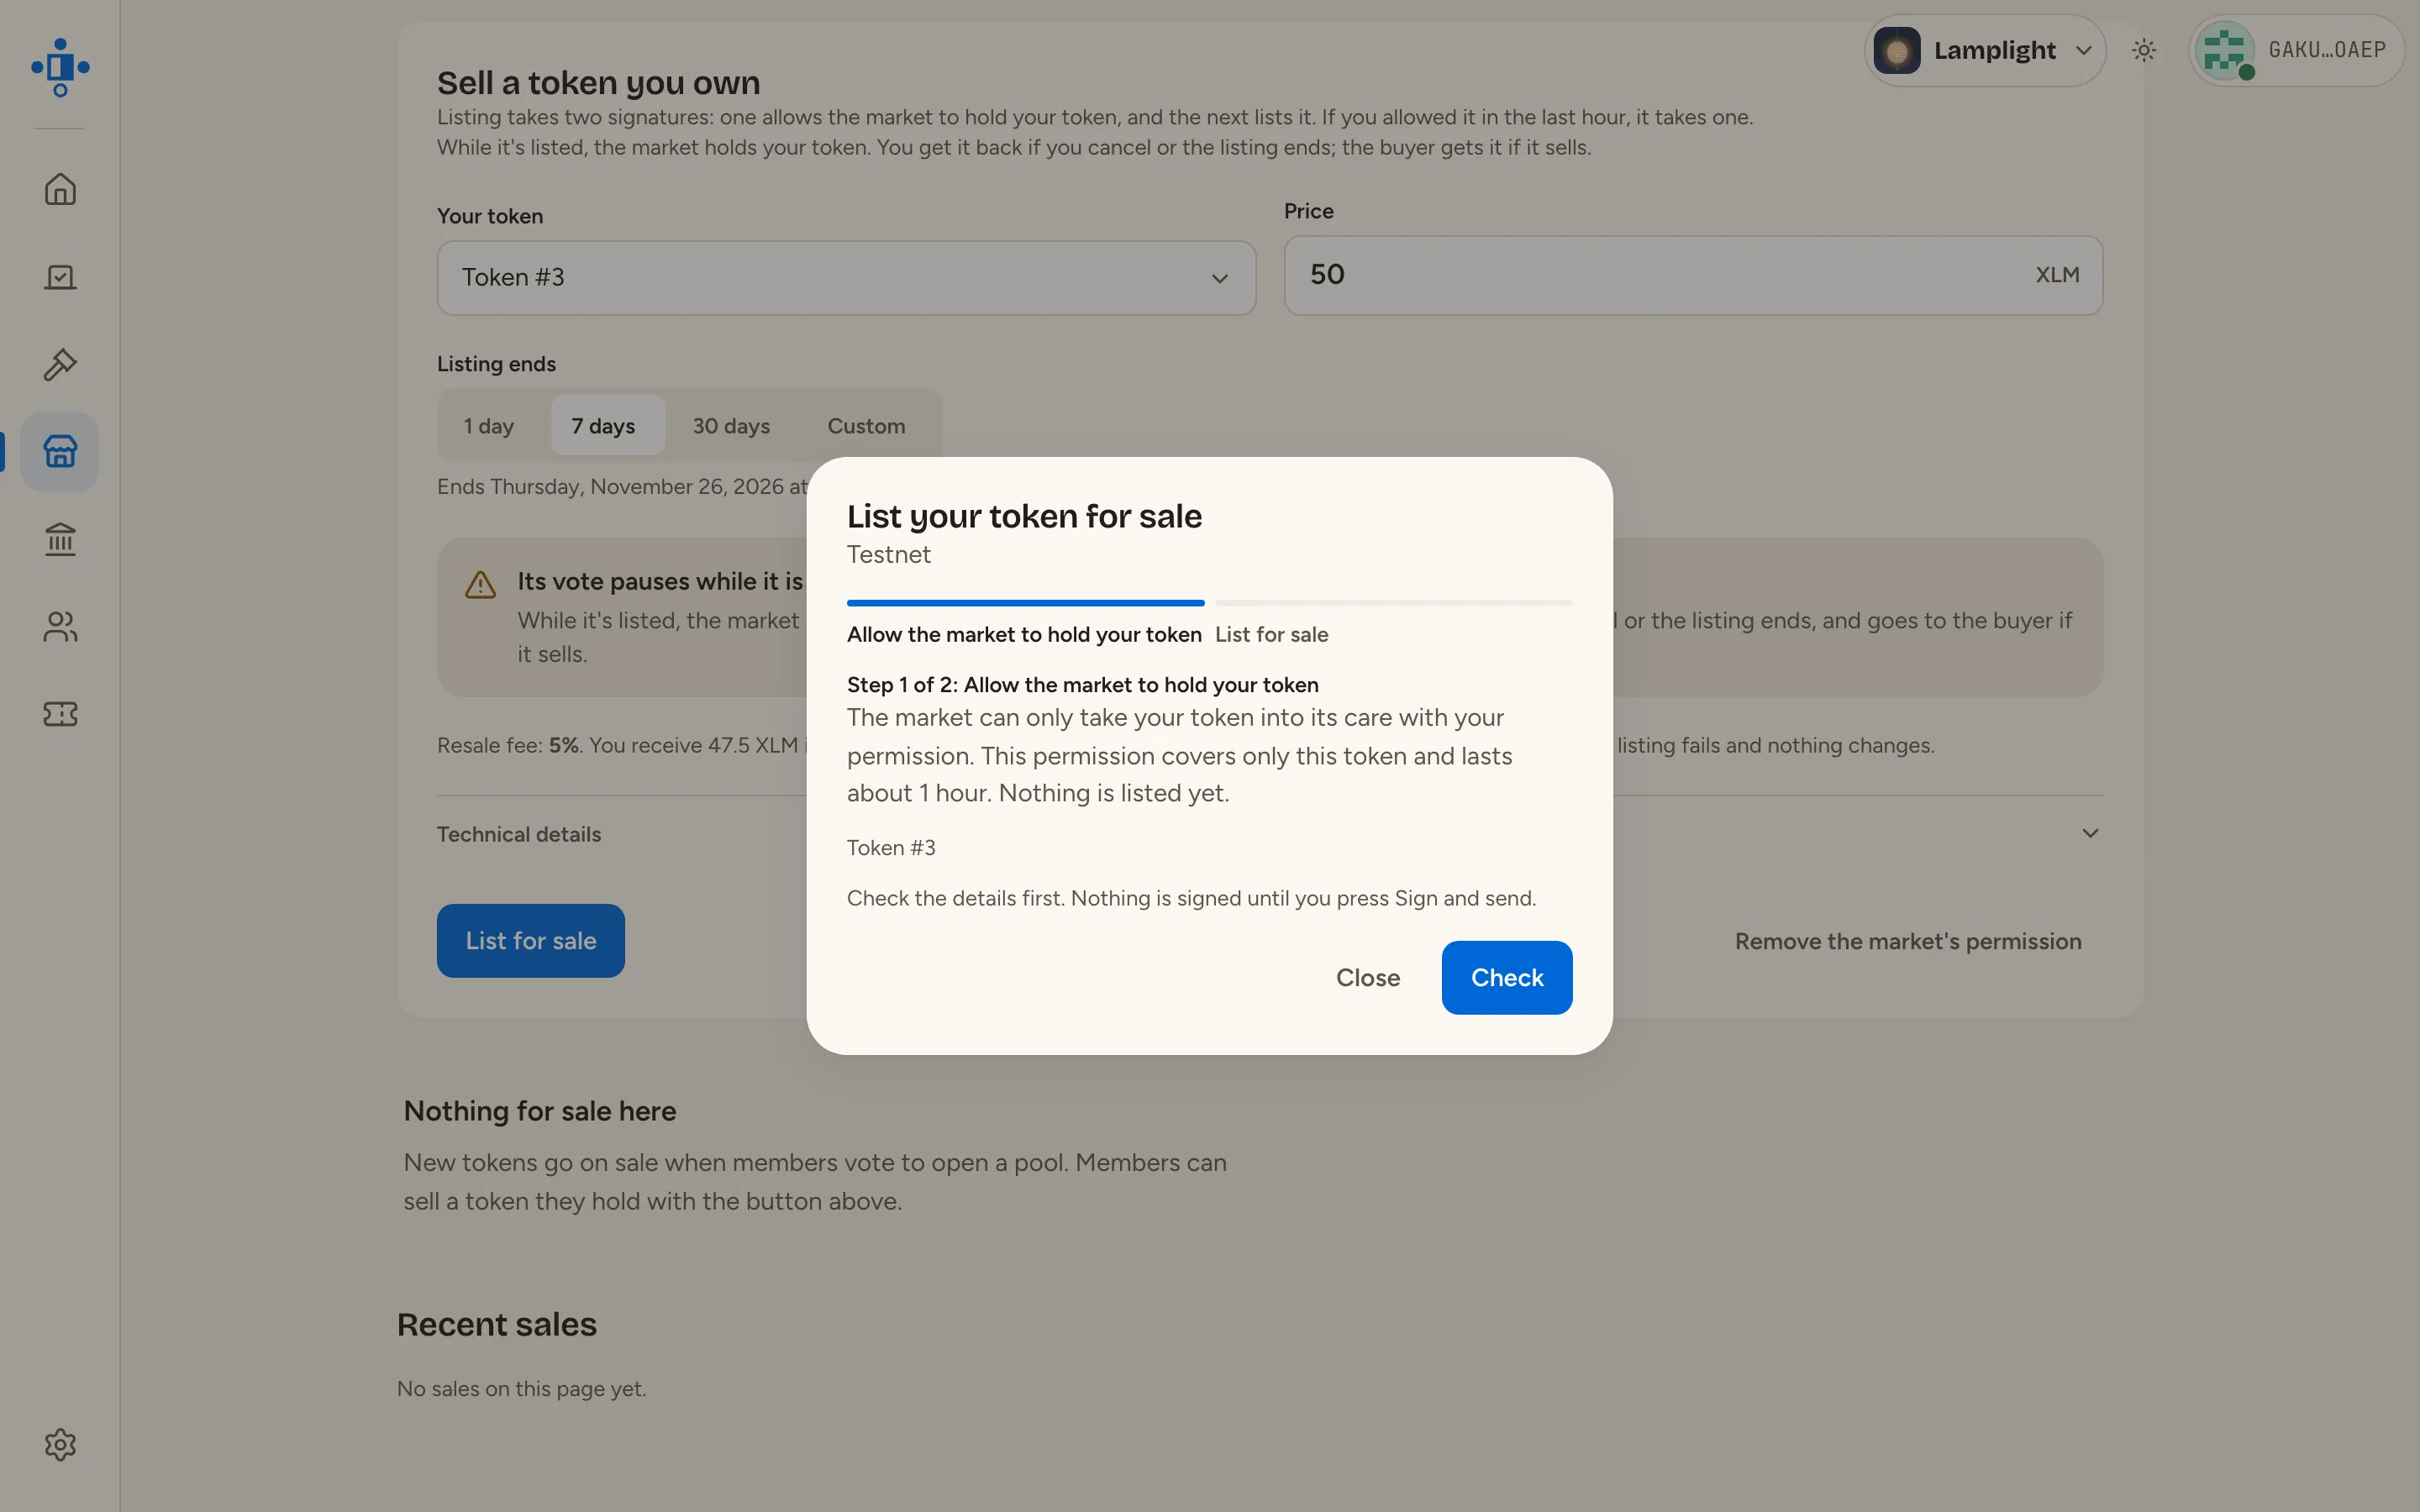 Lamplight
GAKU…OAEP
Sell a token you own
Listing takes two signatures: one allows the market to hold your token, and the next lists it. If you allowed it in the last hour, it takes one.
While it's listed, the market holds your token. You get it back if you cancel or the listing ends; the buyer gets it if it sells.
Your token
Token #3
Price
50 XLM
Listing ends
1 day 7 days 30 days Custom
Ends Thursday, November 26, 2026 at
Its vote pauses while it is
While it's listed, the market
or the listing ends, and goes to the buyer if
it sells.
Resale fee: 5%. You receive 47.5 XLM
listing fails and nothing changes.
Technical details
List for sale
Remove the market's permission
List your token for sale
Testnet
Allow the market to hold your token List for sale
Step 1 of 2: Allow the market to hold your token
The market can only take your token into its care with your
permission. This permission covers only this token and lasts
about 1 hour. Nothing is listed yet.
Token #3
Check the details first. Nothing is signed until you press Sign and send.
Close Check
Nothing for sale here
New tokens go on sale when members vote to open a pool. Members can
sell a token they hold with the button above.
Recent sales
No sales on this page yet.